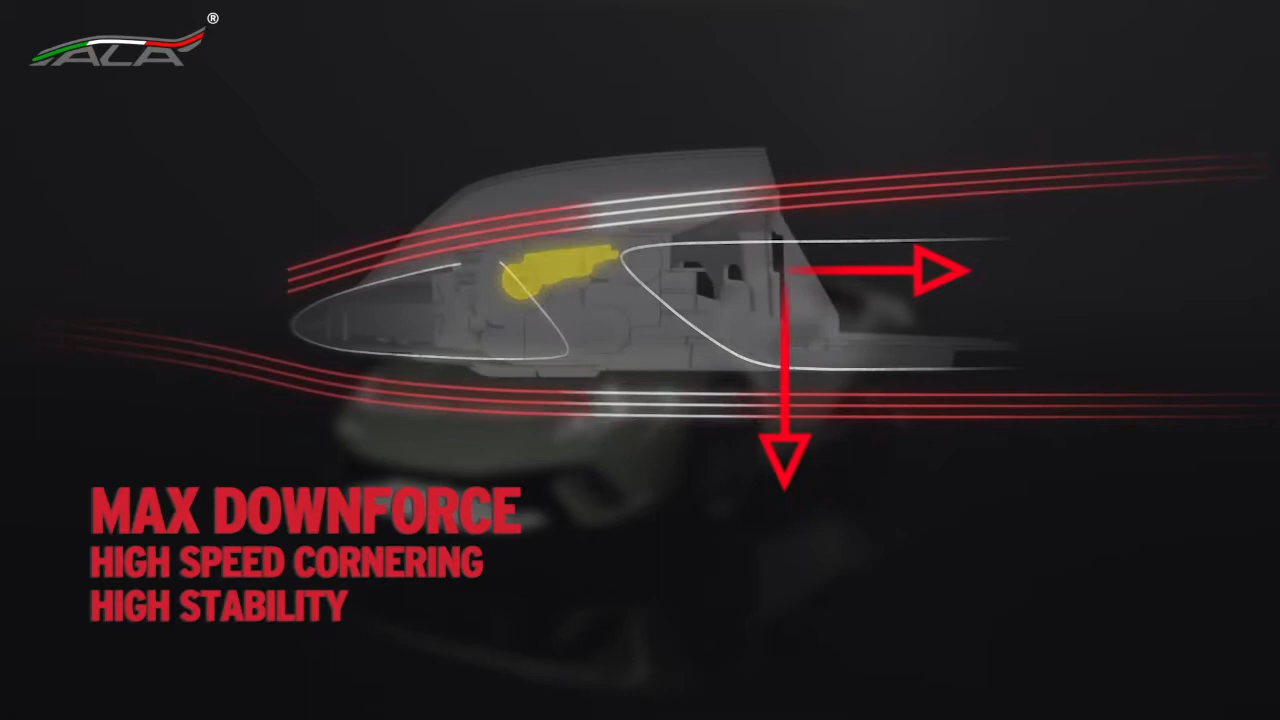 ALA®
MAX DOWNFORCE
HIGH SPEED CORNERING
HIGH STABILITY